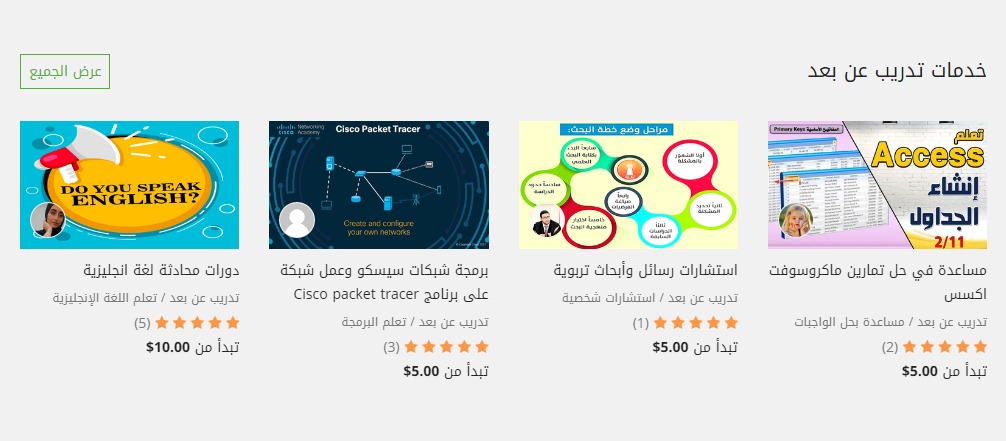 خدمات تدريب عن بعد
عرض الجميع
Primary Keys المفاتيح الأساسية
تعلم
Access
إنشاء
الجداول
2/11
مساعدة في حل تمارين ماكروسوفت
اكسس
تدريب عن بعد / مساعدة بحل الواجبات
(2)
تبدأ من $5.00
مراحل وضع خطة البحث:
أولا الشعور
بالمشكلة
ثانياً تحديد
المشكلة
ثالثاً
الدراسات
السابقة
رابعاً
صياغة
الفرضيات
خامساً اختيار
منهجية البحث
سادساً حدود
الدراسة
سابعاً البدء
بكتابة البحث
العلمي
استشارات رسائل وأبحاث تربوية
تدريب عن بعد / استشارات شخصية
(1)
تبدأ من $5.00
CISCO Networking
Academy
Cisco Packet Tracer
Create and configure
your own networks
برمجة شبكات سيسكو وعمل شبكة
على برنامج Cisco packet tracer
تدريب عن بعد / تعلم البرمجة
(3)
تبدأ من $5.00
DO YOU SPEAK
ENGLISH?
دورات محادثة لغة انجليزية
تدريب عن بعد / تعلم اللغة الإنجليزية
(5)
تبدأ من $10.00